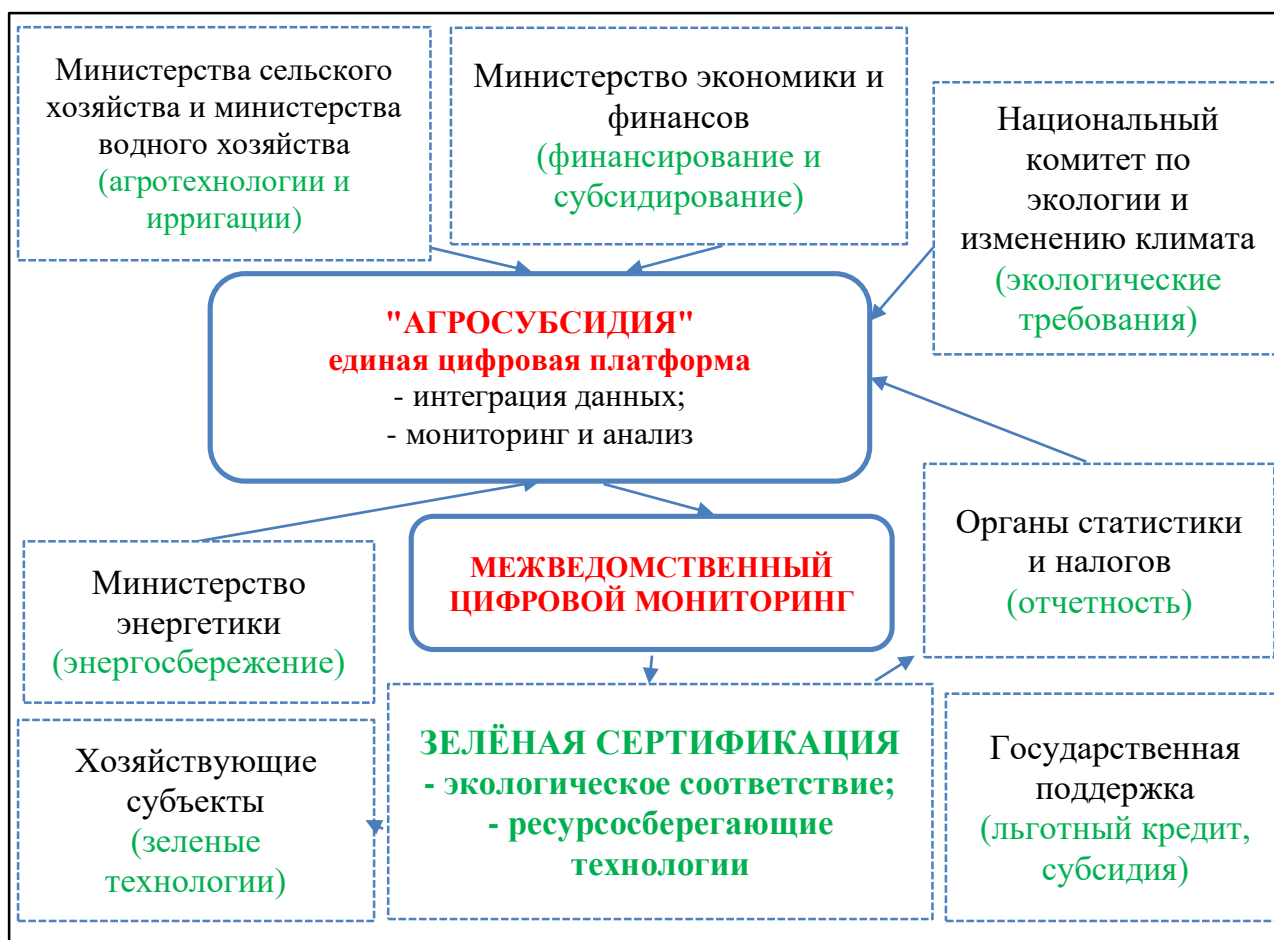 Министерства сельского
хозяйства и министерства
водного хозяйства
(агротехнологии и
ирригации)
Министерство экономики и
финансов
(финансирование и
субсидирование)
Национальный
комитет по
экологии и
изменению климата
(экологические
требования)
"АГРОСУБСИДИЯ"
единая цифровая платформа
- интеграция данных;
- мониторинг и анализ
Органы статистики
и налогов
(отчетность)
Министерство
энергетики
(энергосбережение)
МЕЖВЕДОМСТВЕННЫЙ
ЦИФРОВОЙ МОНИТОРИНГ
Хозяйствующие
субъекты
(зеленые
технологии)
ЗЕЛЁНАЯ СЕРТИФИКАЦИЯ
- экологическое соответствие;
- ресурсосберегающие
технологии
Государственная
поддержка
(льготный кредит,
субсидия)